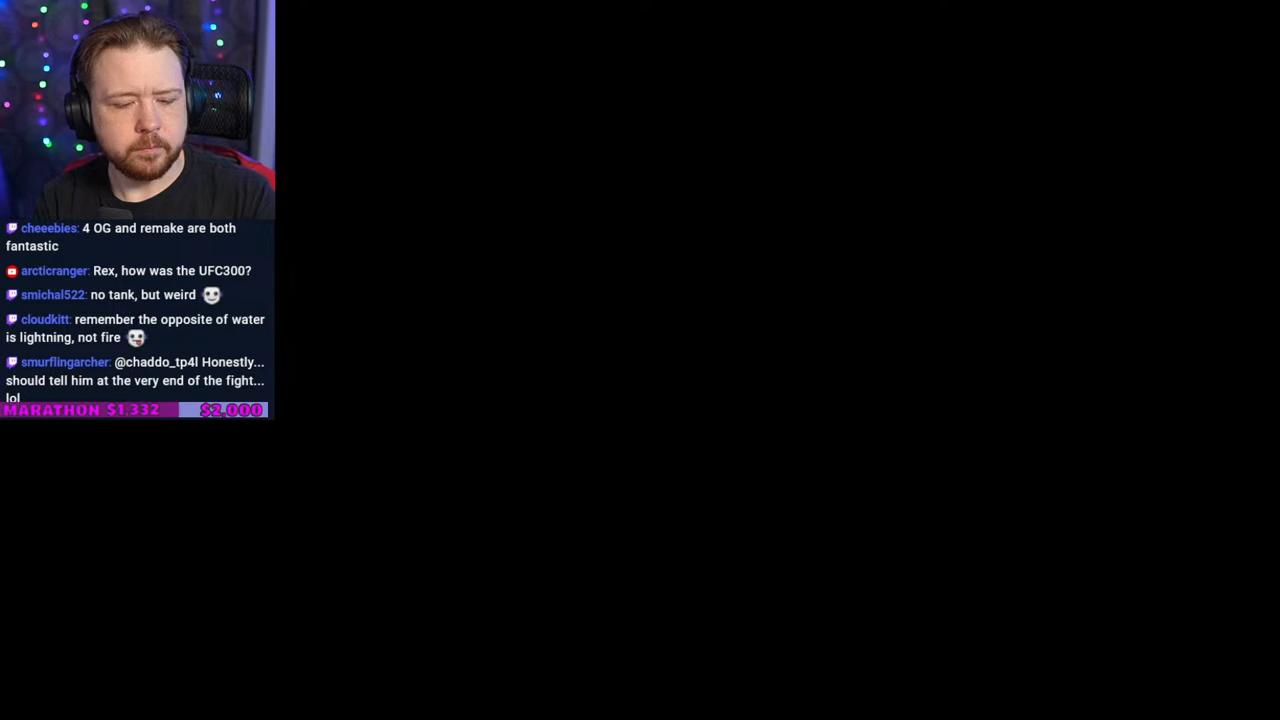 cheeebies: 4 OG and remake are both
fantastic
arcticranger: Rex, how was the UFC300?
smichal522: no tank, but weird
cloudkitt: remember the opposite of water
is lightning, not fire
smurflingarcher: @chaddo_tp4l Honestly...
should tell him at the very end of the fight...
lol
MARATHON $1,332 $2,000